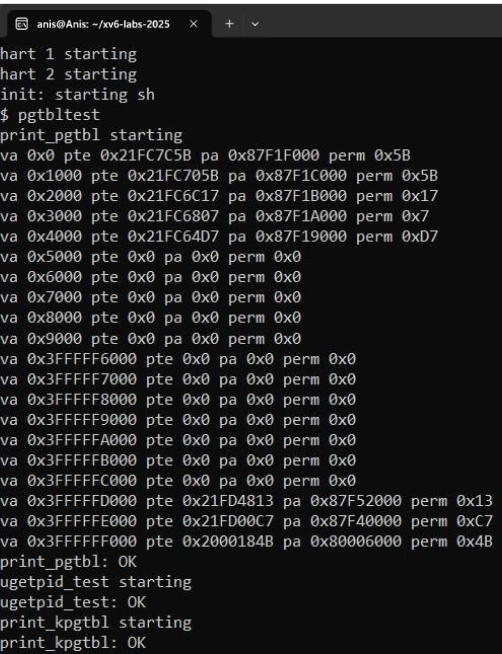 anis@Anis: ~/xv6-labs-2025
hart 1 starting
hart 2 starting
init: starting sh
$ pgtbltest
print_pgtbl starting
va 0x0 pte 0x21FC7C5B pa 0x87F1F000 perm 0x5B
va 0x1000 pte 0x21FC705B pa 0x87F1C000 perm 0x5B
va 0x2000 pte 0x21FC6C17 pa 0x87F1B000 perm 0x17
va 0x3000 pte 0x21FC6807 pa 0x87F1A000 perm 0x7
va 0x4000 pte 0x21FC64D7 pa 0x87F19000 perm 0xD7
va 0x5000 pte 0x0 pa 0x0 perm 0x0
va 0x6000 pte 0x0 pa 0x0 perm 0x0
va 0x7000 pte 0x0 pa 0x0 perm 0x0
va 0x8000 pte 0x0 pa 0x0 perm 0x0
va 0x9000 pte 0x0 pa 0x0 perm 0x0
va 0x3FFFFF6000 pte 0x0 pa 0x0 perm 0x0
va 0x3FFFFF7000 pte 0x0 pa 0x0 perm 0x0
va 0x3FFFFF8000 pte 0x0 pa 0x0 perm 0x0
va 0x3FFFFF9000 pte 0x0 pa 0x0 perm 0x0
va 0x3FFFFFA000 pte 0x0 pa 0x0 perm 0x0
va 0x3FFFFFB000 pte 0x0 pa 0x0 perm 0x0
va 0x3FFFFFC000 pte 0x0 pa 0x0 perm 0x0
va 0x3FFFFFD000 pte 0x21FD4813 pa 0x87F52000 perm 0x13
va 0x3FFFFFE000 pte 0x21FD00C7 pa 0x87F40000 perm 0xC7
va 0x3FFFFFF000 pte 0x2000184B pa 0x80006000 perm 0x4B
print_pgtbl: OK
ugetpid_test starting
ugetpid_test: OK
print_kpgtbl starting
print_kpgtbl: OK